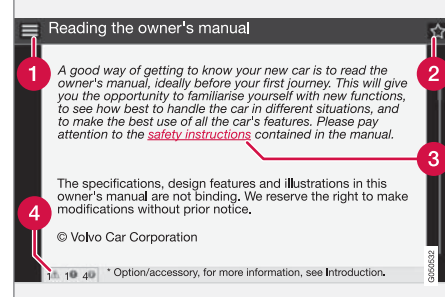 Reading the owner's manual
1
2
A good way of getting to know your new car is to read the
owner's manual, ideally before your first journey. This will give
you the opportunity to familiarise yourself with new functions,
to see how best to handle the car in different situations, and
to make the best use of all the car's features. Please pay
attention to the safety instructions contained in the manual.
3
The specifications, design features and illustrations in this
owner's manual are not binding. We reserve the right to make
modifications without prior notice.
4
© Volvo Car Corporation
1 1 4 * Option/accessory, for more information, see Introduction.
G050532